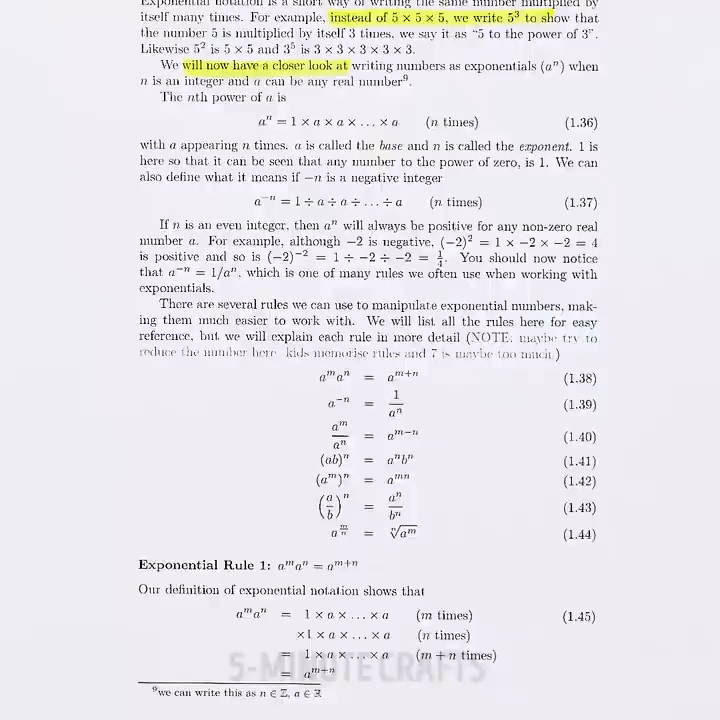 Exponential notation is a short way of writing the same number multiplied by
itself many times. For example, instead of 5 × 5 × 5, we write 5³ to show that
the number 5 is multiplied by itself 3 times, we say it as “5 to the power of 3”.
Likewise 5² is 5 × 5 and 3⁵ is 3 × 3 × 3 × 3 × 3.
We will now have a closer look at writing numbers as exponentials (aⁿ) when
n is an integer and a can be any real number⁹.
The nth power of a is
aⁿ = 1 × a × a × . . . × a (n times) (1.36)
with a appearing n times. a is called the base and n is called the exponent. 1 is
here so that it can be seen that any number to the power of zero, is 1. We can
also define what it means if −n is a negative integer
a⁻ⁿ = 1 ÷ a ÷ a ÷ . . . ÷ a (n times) (1.37)
If n is an even integer, then aⁿ will always be positive for any non-zero real
number a. For example, although −2 is negative, (−2)² = 1 × −2 × −2 = 4
is positive and so is (−2)⁻² = 1 ÷ −2 ÷ −2 = 1/4. You should now notice
that a⁻ⁿ = 1/aⁿ, which is one of many rules we often use when working with
exponentials.
There are several rules we can use to manipulate exponential numbers, mak-
ing them much easier to work with. We will list all the rules here for easy
reference, but we will explain each rule in more detail (NOTE: maybe try to
reduce the number here kids memorise rules and 7 is maybe too much.)
aᵐaⁿ = aᵐ⁺ⁿ (1.38)
a⁻ⁿ = 1/aⁿ (1.39)
aᵐ/aⁿ = aᵐ⁻ⁿ (1.40)
(ab)ⁿ = aⁿbⁿ (1.41)
(aᵐ)ⁿ = aᵐⁿ (1.42)
(a/b)ⁿ = aⁿ/bⁿ (1.43)
a^(m/n) = ⁿ√aᵐ (1.44)
Exponential Rule 1: aᵐaⁿ = aᵐ⁺ⁿ
Our definition of exponential notation shows that
aᵐaⁿ = 1 × a × . . . × a (m times) (1.45)
×1 × a × . . . × a (n times)
= 1 × a × . . . × a (m + n times)
= aᵐ⁺ⁿ
5-MINUTE CRAFTS
⁹we can write this as n ∈ ℤ, a ∈ ℝ